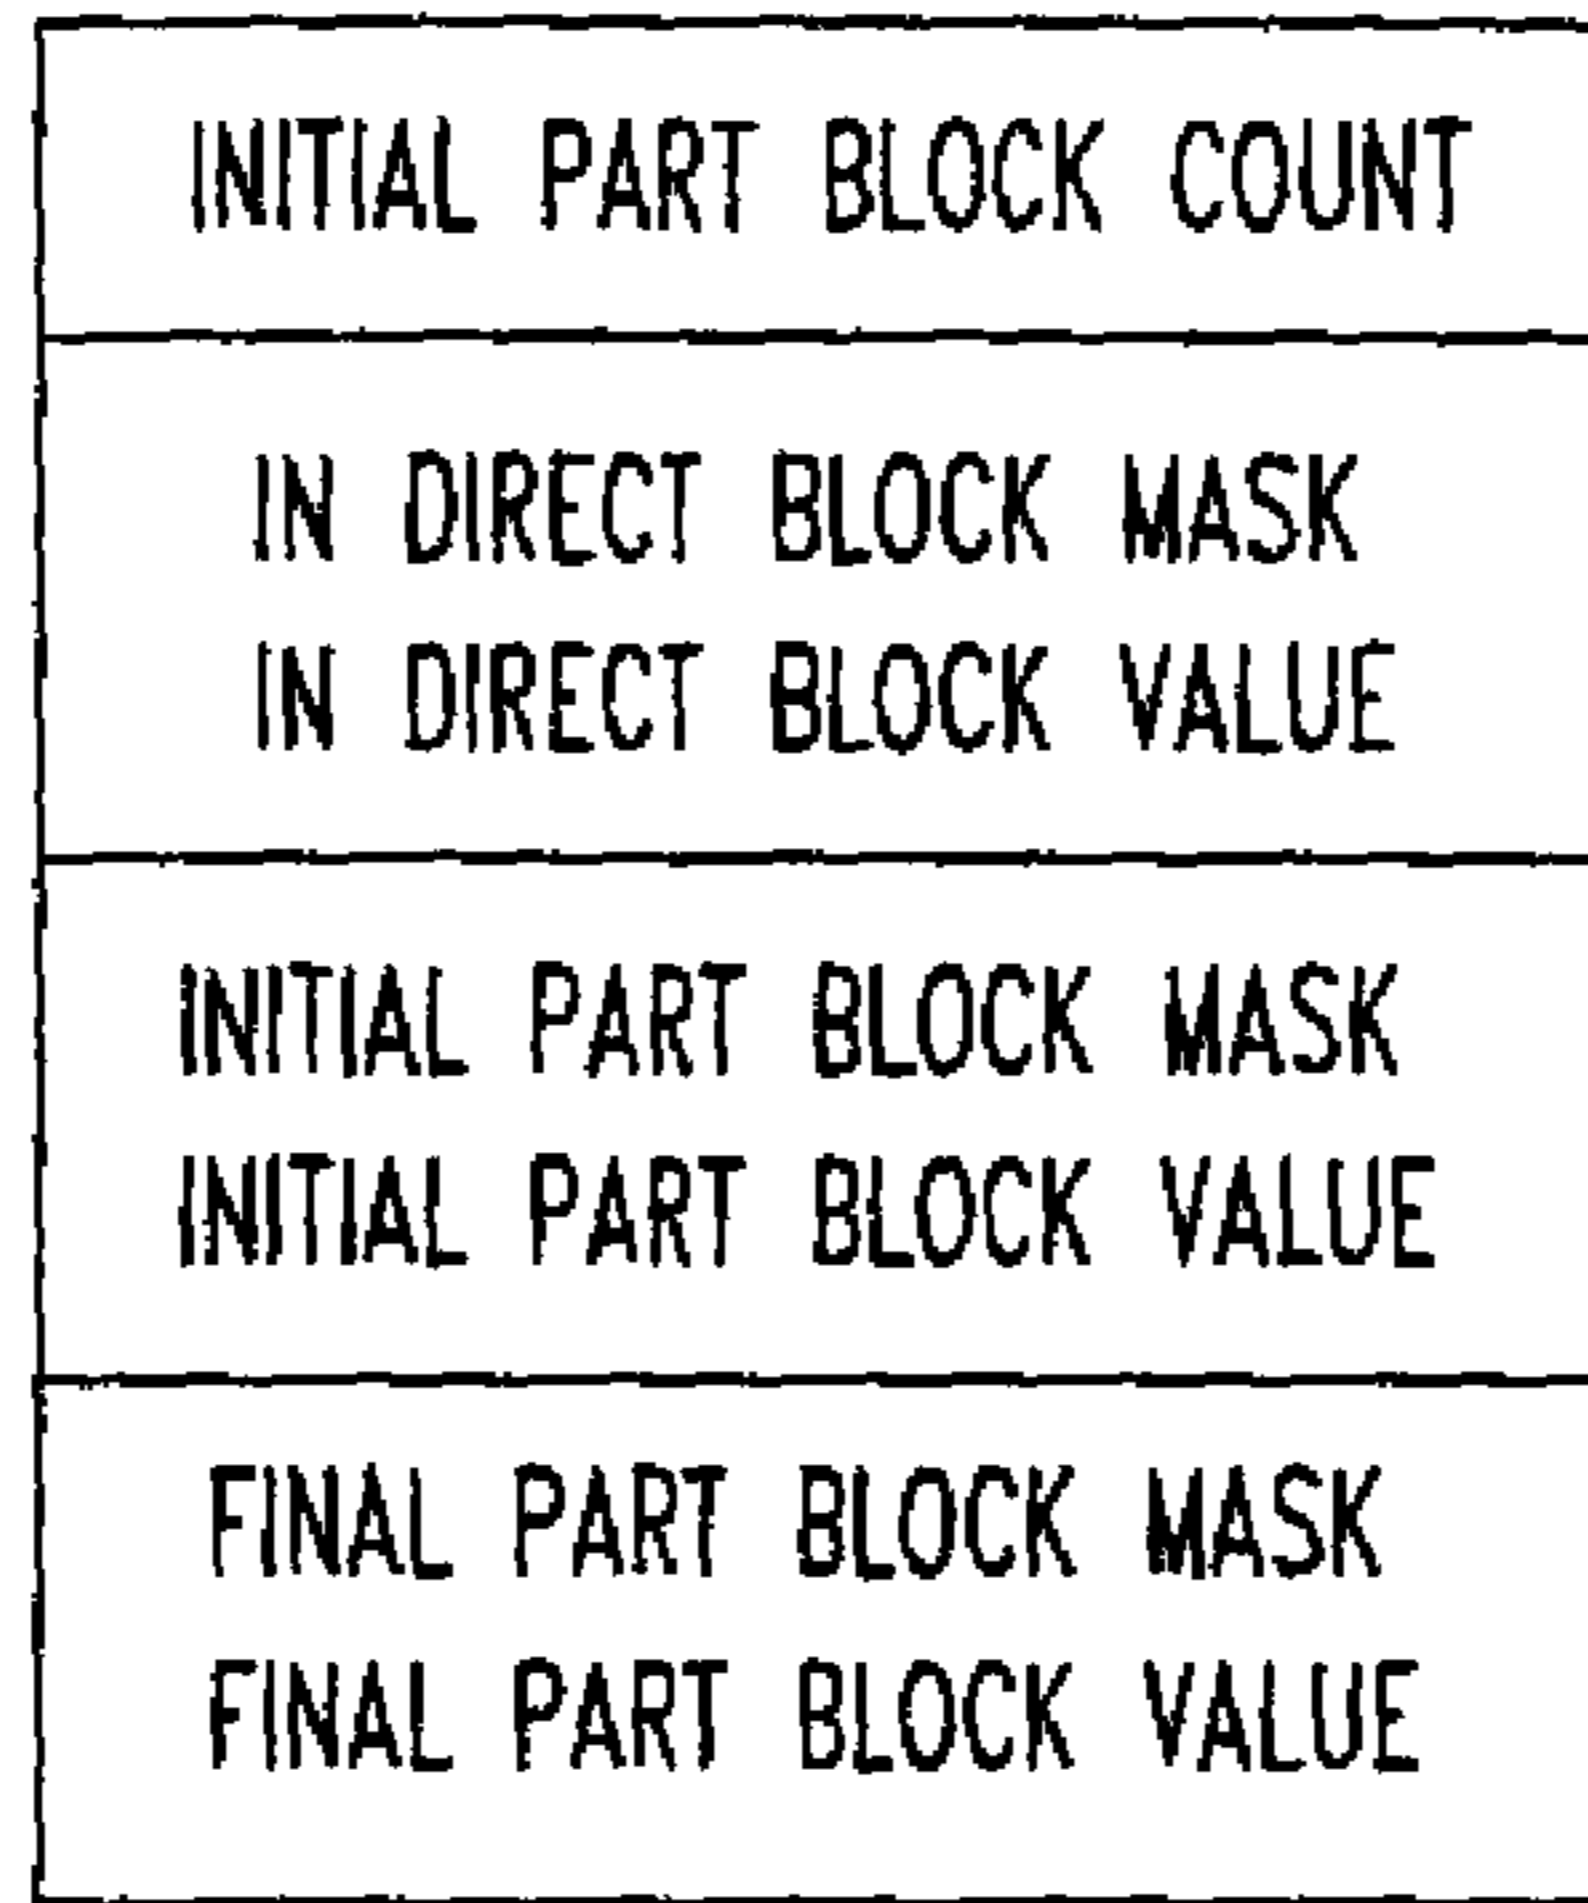 INITIAL PART BLOCK COUNT
IN DIRECT BLOCK MASK
IN DIRECT BLOCK VALUE
INITIAL PART BLOCK MASK
INITIAL PART BLOCK VALUE
FINAL PART BLOCK MASK
FINAL PART BLOCK VALUE